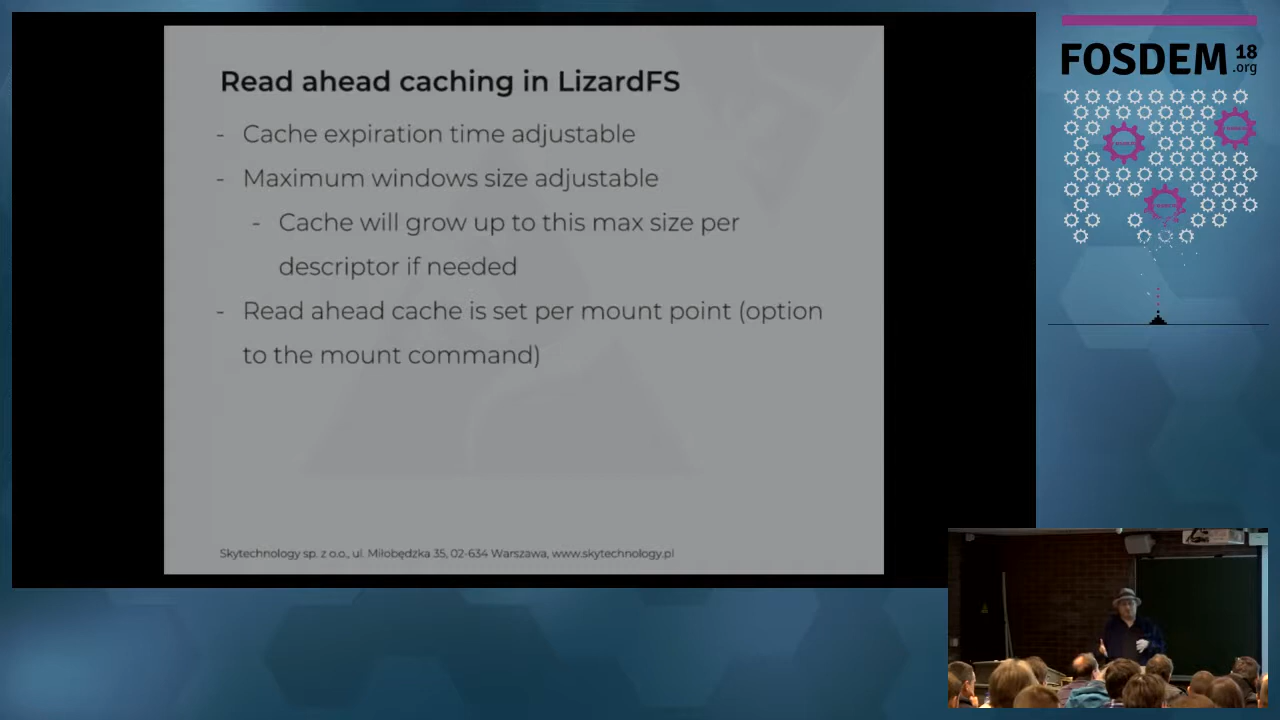 Read ahead caching in LizardFS
- Cache expiration time adjustable
- Maximum windows size adjustable
- Cache will grow up to this max size per
descriptor if needed
- Read ahead cache is set per mount point (option
to the mount command)
Skytechnology sp. z o.o., ul. Miłobędzka 35, 02-634 Warszawa, www.skytechnology.pl
FOSDEM 18
.org